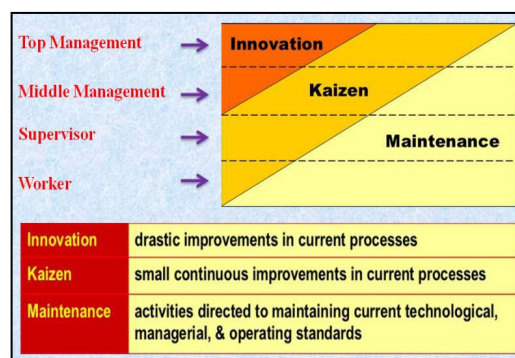 Top Management
Innovation
Middle Management
Kaizen
Supervisor
Maintenance
Worker
Innovation drastic improvements in current processes
Kaizen small continuous improvements in current processes
Maintenance activities directed to maintaining current technological,
managerial, & operating standards